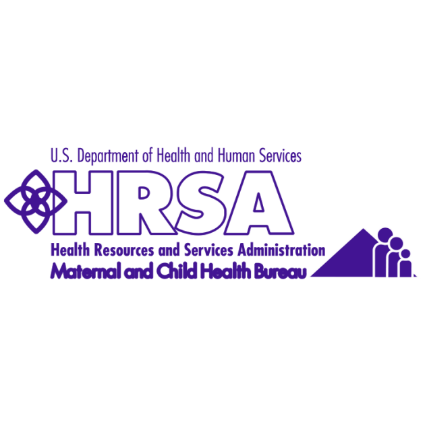 U.S. Department of Health and Human Services
HRSA
Health Resources and Services Administration
Maternal and Child Health Bureau